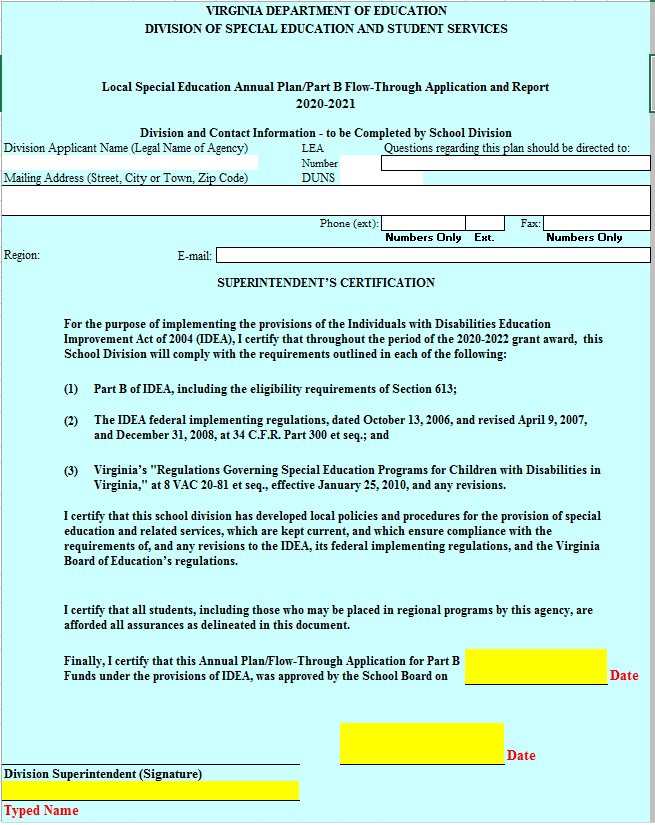 VIRGINIA DEPARTMENT OF EDUCATION
DIVISION OF SPECIAL EDUCATION AND STUDENT SERVICES
Local Special Education Annual Plan/Part B Flow-Through Application and Report
2020-2021
Division and Contact Information - to be Completed by School Division
Division Applicant Name (Legal Name of Agency) LEA Questions regarding this plan should be directed to:
Number
Mailing Address (Street, City or Town, Zip Code) DUNS
Phone (ext): Fax:
Numbers Only Ext. Numbers Only
Region: E-mail:
SUPERINTENDENT'S CERTIFICATION
For the purpose of implementing the provisions of the Individuals with Disabilities Education
Improvement Act of 2004 (IDEA), I certify that throughout the period of the 2020-2022 grant award, this
School Division will comply with the requirements outlined in each of the following:
(1) Part B of IDEA, including the eligibility requirements of Section 613;
(2) The IDEA federal implementing regulations, dated October 13, 2006, and revised April 9, 2007,
and December 31, 2008, at 34 C.F.R. Part 300 et seq.; and
(3) Virginia's "Regulations Governing Special Education Programs for Children with Disabilities in
Virginia," at 8 VAC 20-81 et seq., effective January 25, 2010, and any revisions.
I certify that this school division has developed local policies and procedures for the provision of special
education and related services, which are kept current, and which ensure compliance with the
requirements of, and any revisions to the IDEA, its federal implementing regulations, and the Virginia
Board of Education's regulations.
I certify that all students, including those who may be placed in regional programs by this agency, are
afforded all assurances as delineated in this document.
Finally, I certify that this Annual Plan/Flow-Through Application for Part B
Funds under the provisions of IDEA, was approved by the School Board on Date
Date
Division Superintendent (Signature)
Typed Name